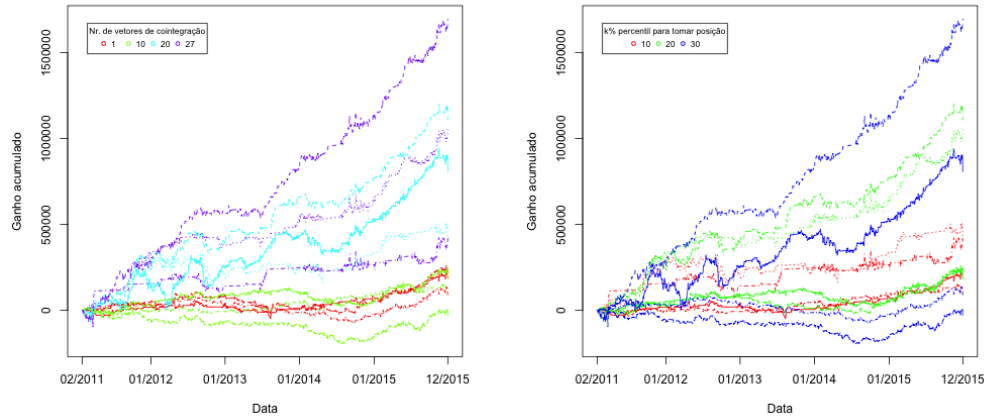 Nr. de vetores de cointegração
1 10 20 27
Ganho acumulado
1500000
1000000
500000
0
02/2011 01/2012 01/2013 01/2014 01/2015 12/2015
Data
k% percentil para tomar posição
10 20 30
Ganho acumulado
1500000
1000000
500000
0
02/2011 01/2012 01/2013 01/2014 01/2015 12/2015
Data